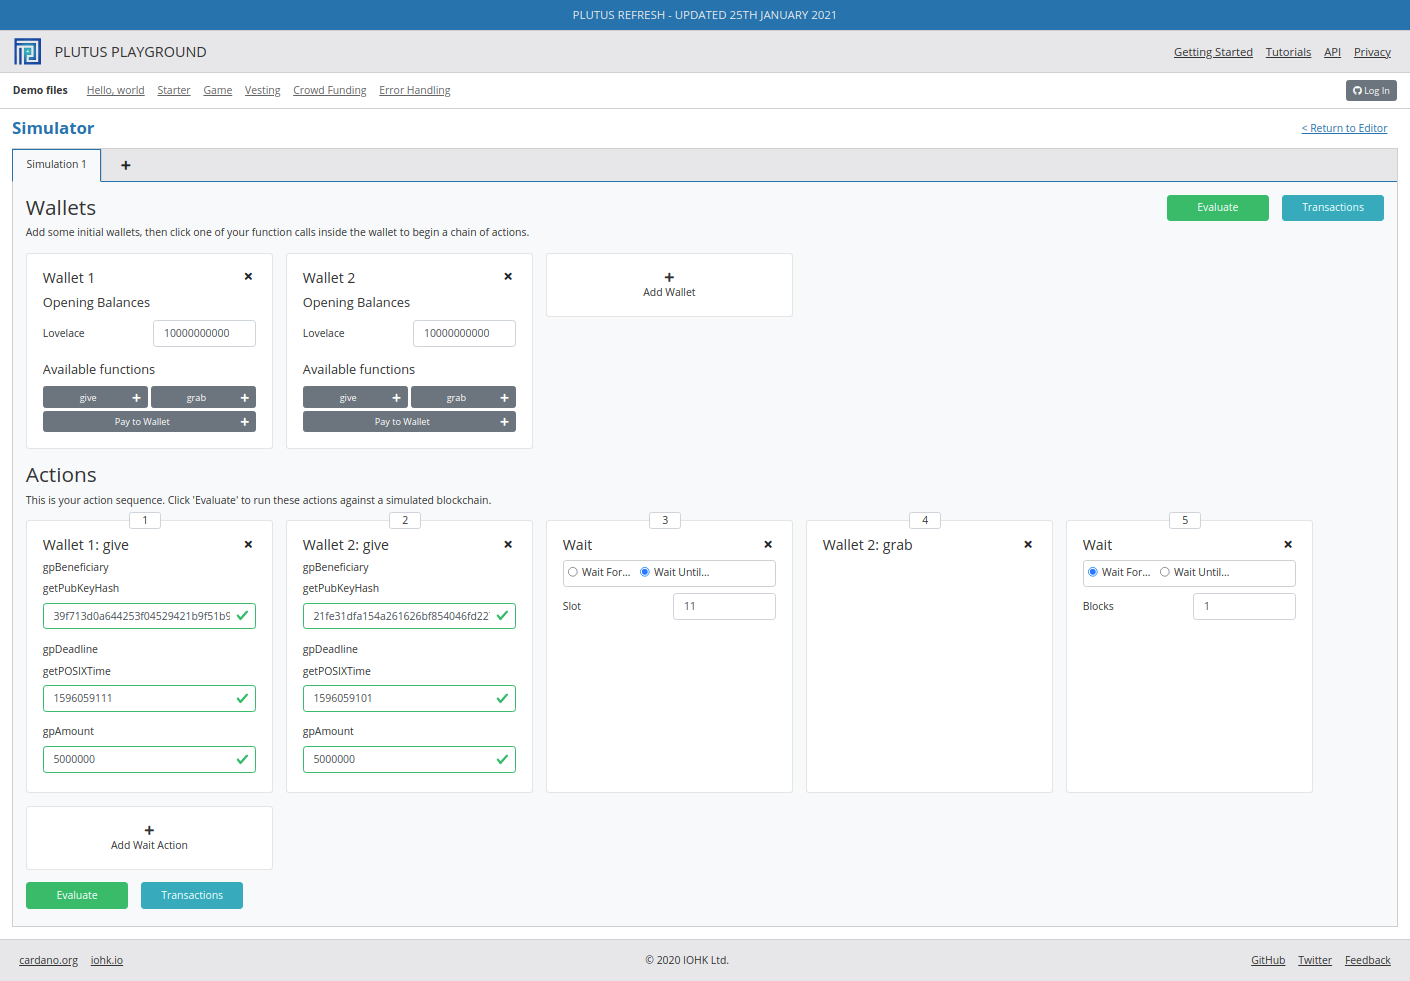 PLUTUS REFRESH - UPDATED 25TH JANUARY 2021
PLUTUS PLAYGROUND
Getting Started Tutorials API Privacy
Demo files Hello, world Starter Game Vesting Crowd Funding Error Handling
Log In
Simulator
< Return to Editor
Simulation 1
Wallets
Evaluate Transactions
Add some initial wallets, then click one of your function calls inside the wallet to begin a chain of actions.
Wallet 1
Opening Balances
Lovelace 10000000000
Available functions
give grab
Pay to Wallet
Wallet 2
Opening Balances
Lovelace 10000000000
Available functions
give grab
Pay to Wallet
Add Wallet
Actions
This is your action sequence. Click 'Evaluate' to run these actions against a simulated blockchain.
1
Wallet 1: give
gpBeneficiary
getPubKeyHash
39f713d0a644253f04529421b9f51b9
gpDeadline
getPOSIXTime
1596059111
gpAmount
5000000
2
Wallet 2: give
gpBeneficiary
getPubKeyHash
21fe31dfa154a261626bf854046fd22
gpDeadline
getPOSIXTime
1596059101
gpAmount
5000000
3
Wait
Wait For... Wait Until...
Slot 11
4
Wallet 2: grab
5
Wait
Wait For... Wait Until...
Blocks 1
Add Wait Action
Evaluate Transactions
cardano.org iohk.io
© 2020 IOHK Ltd.
GitHub Twitter Feedback